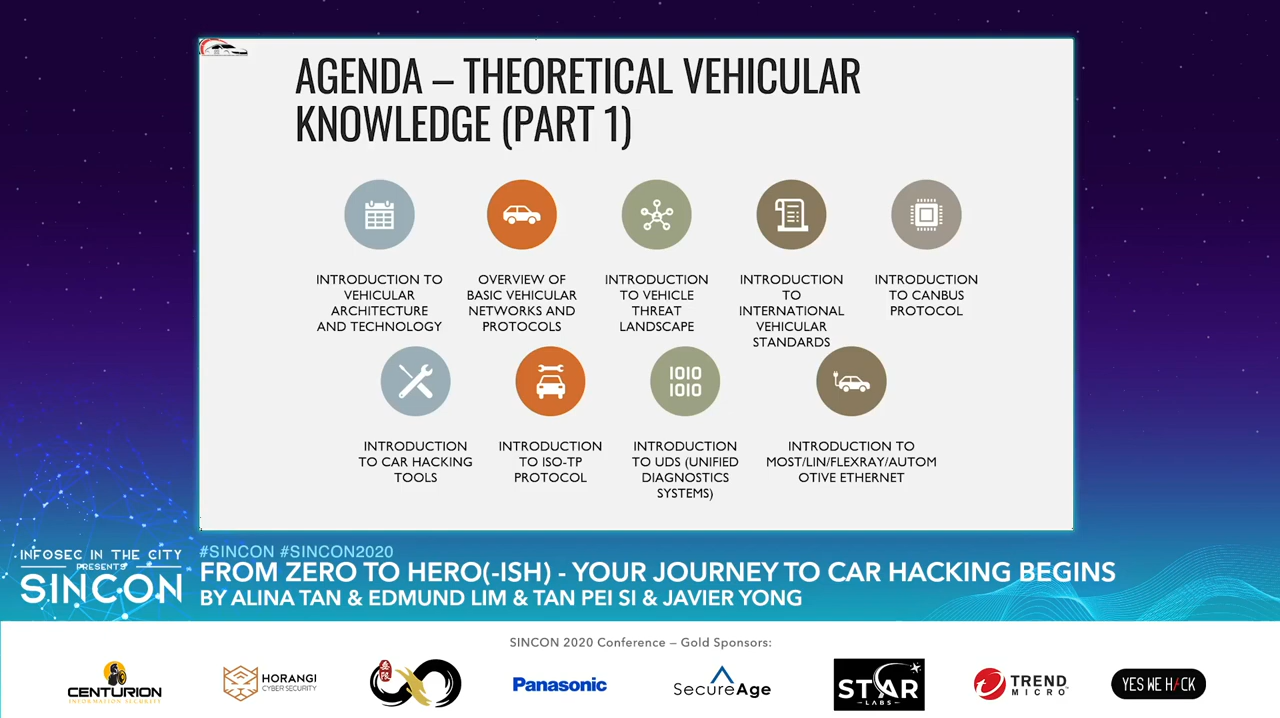 AGENDA – THEORETICAL VEHICULAR
KNOWLEDGE (PART 1)
INTRODUCTION TO
VEHICULAR
ARCHITECTURE
AND TECHNOLOGY
OVERVIEW OF
BASIC VEHICULAR
NETWORKS AND
PROTOCOLS
INTRODUCTION
TO VEHICLE
THREAT
LANDSCAPE
INTRODUCTION
TO
INTERNATIONAL
VEHICULAR
STANDARDS
INTRODUCTION
TO CANBUS
PROTOCOL
INTRODUCTION
TO CAR HACKING
TOOLS
INTRODUCTION
TO ISO-TP
PROTOCOL
1010
1010
INTRODUCTION
TO UDS (UNIFIED
DIAGNOSTICS
SYSTEMS)
INTRODUCTION TO
MOST/LIN/FLEXRAY/AUTOM
OTIVE ETHERNET
INFOSEC IN THE CITY
PRESENTS
SINCON
#SINCON #SINCON2020
FROM ZERO TO HERO(-ISH) - YOUR JOURNEY TO CAR HACKING BEGINS
BY ALINA TAN & EDMUND LIM & TAN PEI SI & JAVIER YONG
SINCON 2020 Conference – Gold Sponsors:
CENTURION
INFORMATION SECURITY
HORANGI
CYBER SECURITY
Panasonic
SecureAge
STAR
LABS
TREND
MICRO
YES WE H/CK